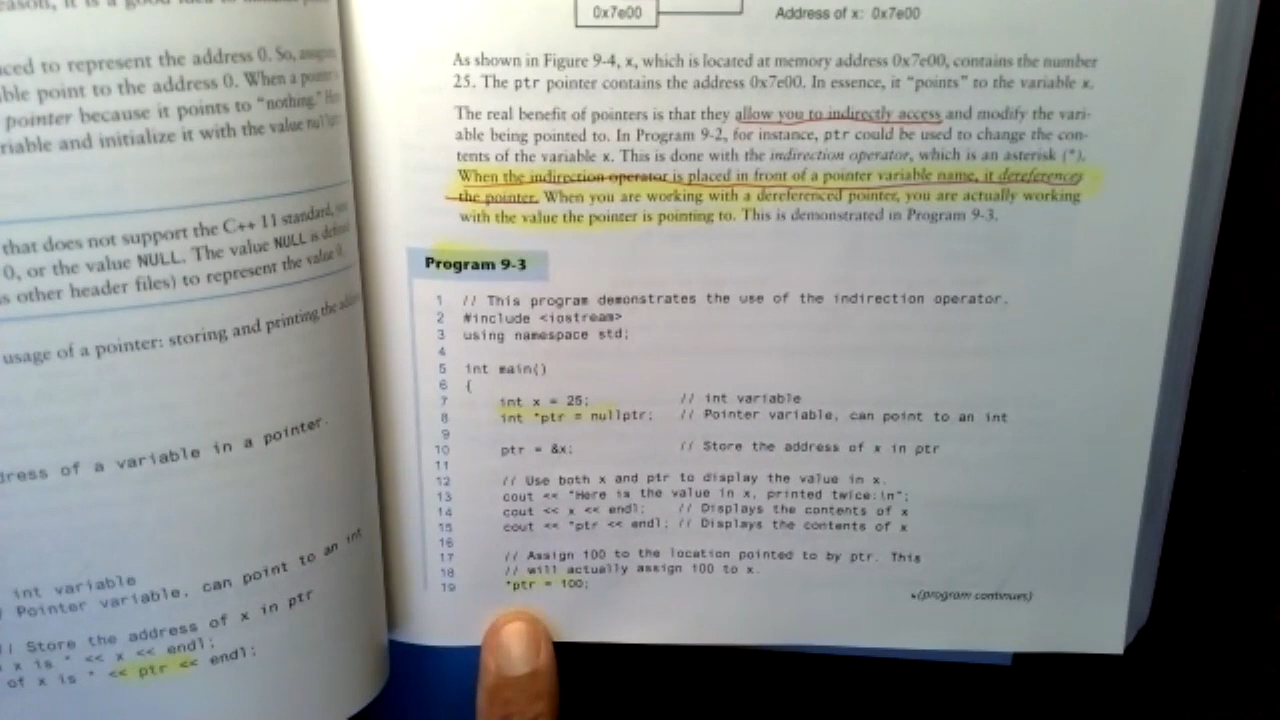 eason, it is a good idea to
ced to represent the address 0. So,
ble point to the address 0. When a
pointer because it points to "nothing."
riable and initialize it with the value
that does not support the C++ 11 standard,
0, or the value NULL. The value NULL is
s other header files) to represent the value
usage of a pointer: storing and printing the
dress of a variable in a pointer.
int variable
/ Pointer variable, can point to an int
// Store the address of x in ptr
x is " << x << endl;
of x is " << ptr << endl;
0x7e00
Address of x: 0x7e00
As shown in Figure 9-4, x, which is located at memory address 0x7e00, contains the number
25. The ptr pointer contains the address 0x7e00. In essence, it "points" to the variable x.
The real benefit of pointers is that they allow you to indirectly access and modify the vari-
able being pointed to. In Program 9-2, for instance, ptr could be used to change the con-
tents of the variable x. This is done with the indirection operator, which is an asterisk (*).
When the indirection operator is placed in front of a pointer variable name, it dereferences
the pointer. When you are working with a dereferenced pointer, you are actually working
with the value the pointer is pointing to. This is demonstrated in Program 9-3.
Program 9-3
1 // This program demonstrates the use of the indirection operator.
2 #include <iostream>
3 using namespace std;
4
5 int main()
6 {
7 int x = 25; // int variable
8 int *ptr = nullptr; // Pointer variable, can point to an int
9
10 ptr = &x; // Store the address of x in ptr
11
12 // Use both x and ptr to display the value in x.
13 cout << "Here is the value in x, printed twice:\n";
14 cout << x << endl; // Displays the contents of x
15 cout << *ptr << endl; // Displays the contents of x
16
17 // Assign 100 to the location pointed to by ptr. This
18 // will actually assign 100 to x.
19 *ptr = 100;
(program continues)